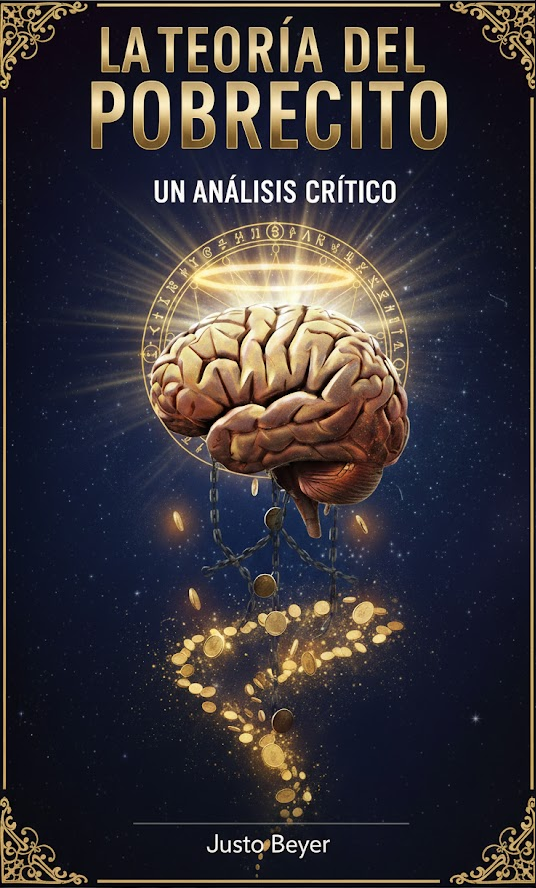 LA TEORÍA DEL
POBRECITO
UN ANÁLISIS CRÍTICO
Justo Beyer